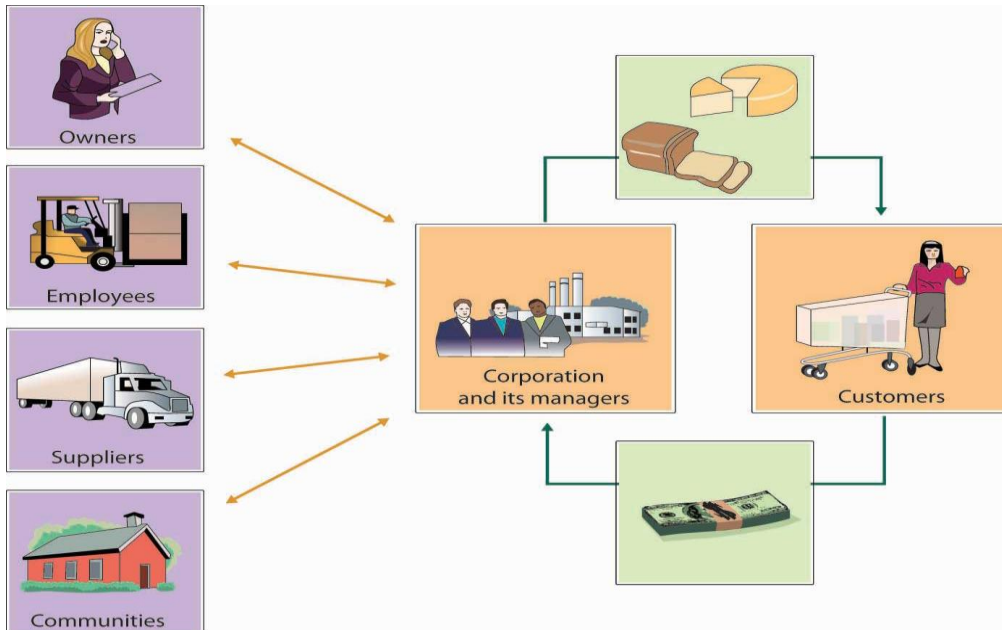 Owners
Employees
Suppliers
Communities
Corporation
and its managers
Customers